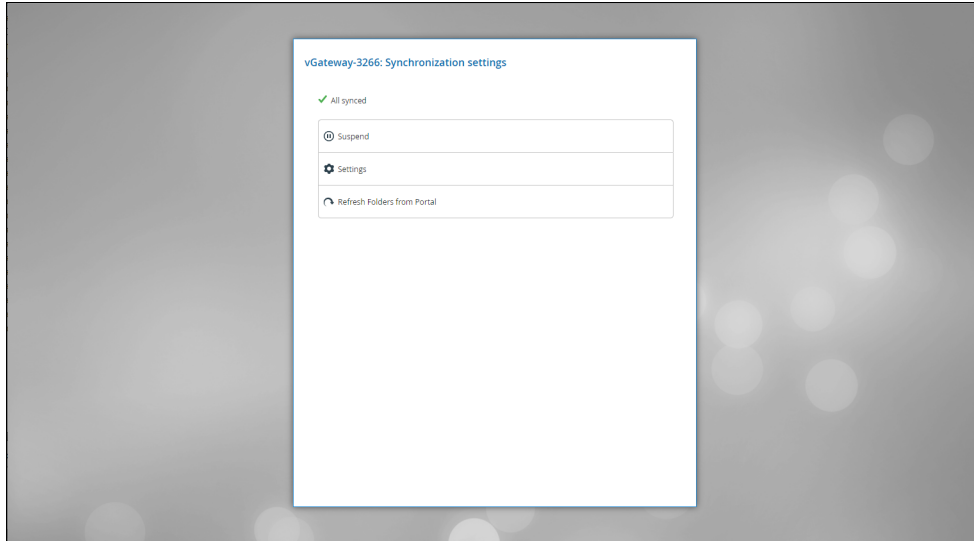 vGateway-3266: Synchronization settings
All synced
Suspend
Settings
Refresh Folders from Portal